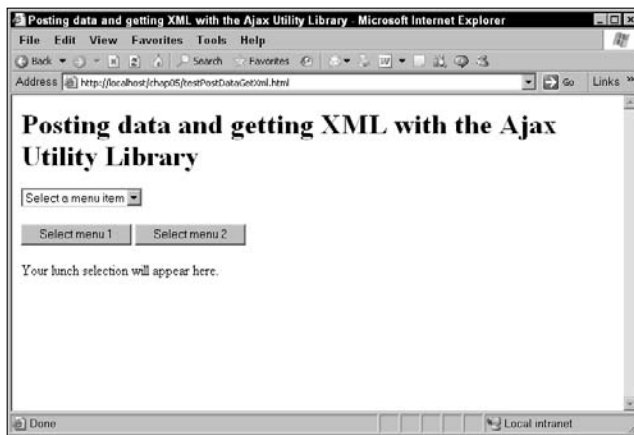 Posting data and getting XML with the Ajax Utility Library - Microsoft Internet Explorer
File Edit View Favorites Tools Help
Back Search Favorites
Address http://localhost/chap05/testPostDataGetXml.html Go Links »
Posting data and getting XML with the Ajax
Utility Library
Select a menu item
Select menu 1 Select menu 2
Your lunch selection will appear here.
Done Local intranet